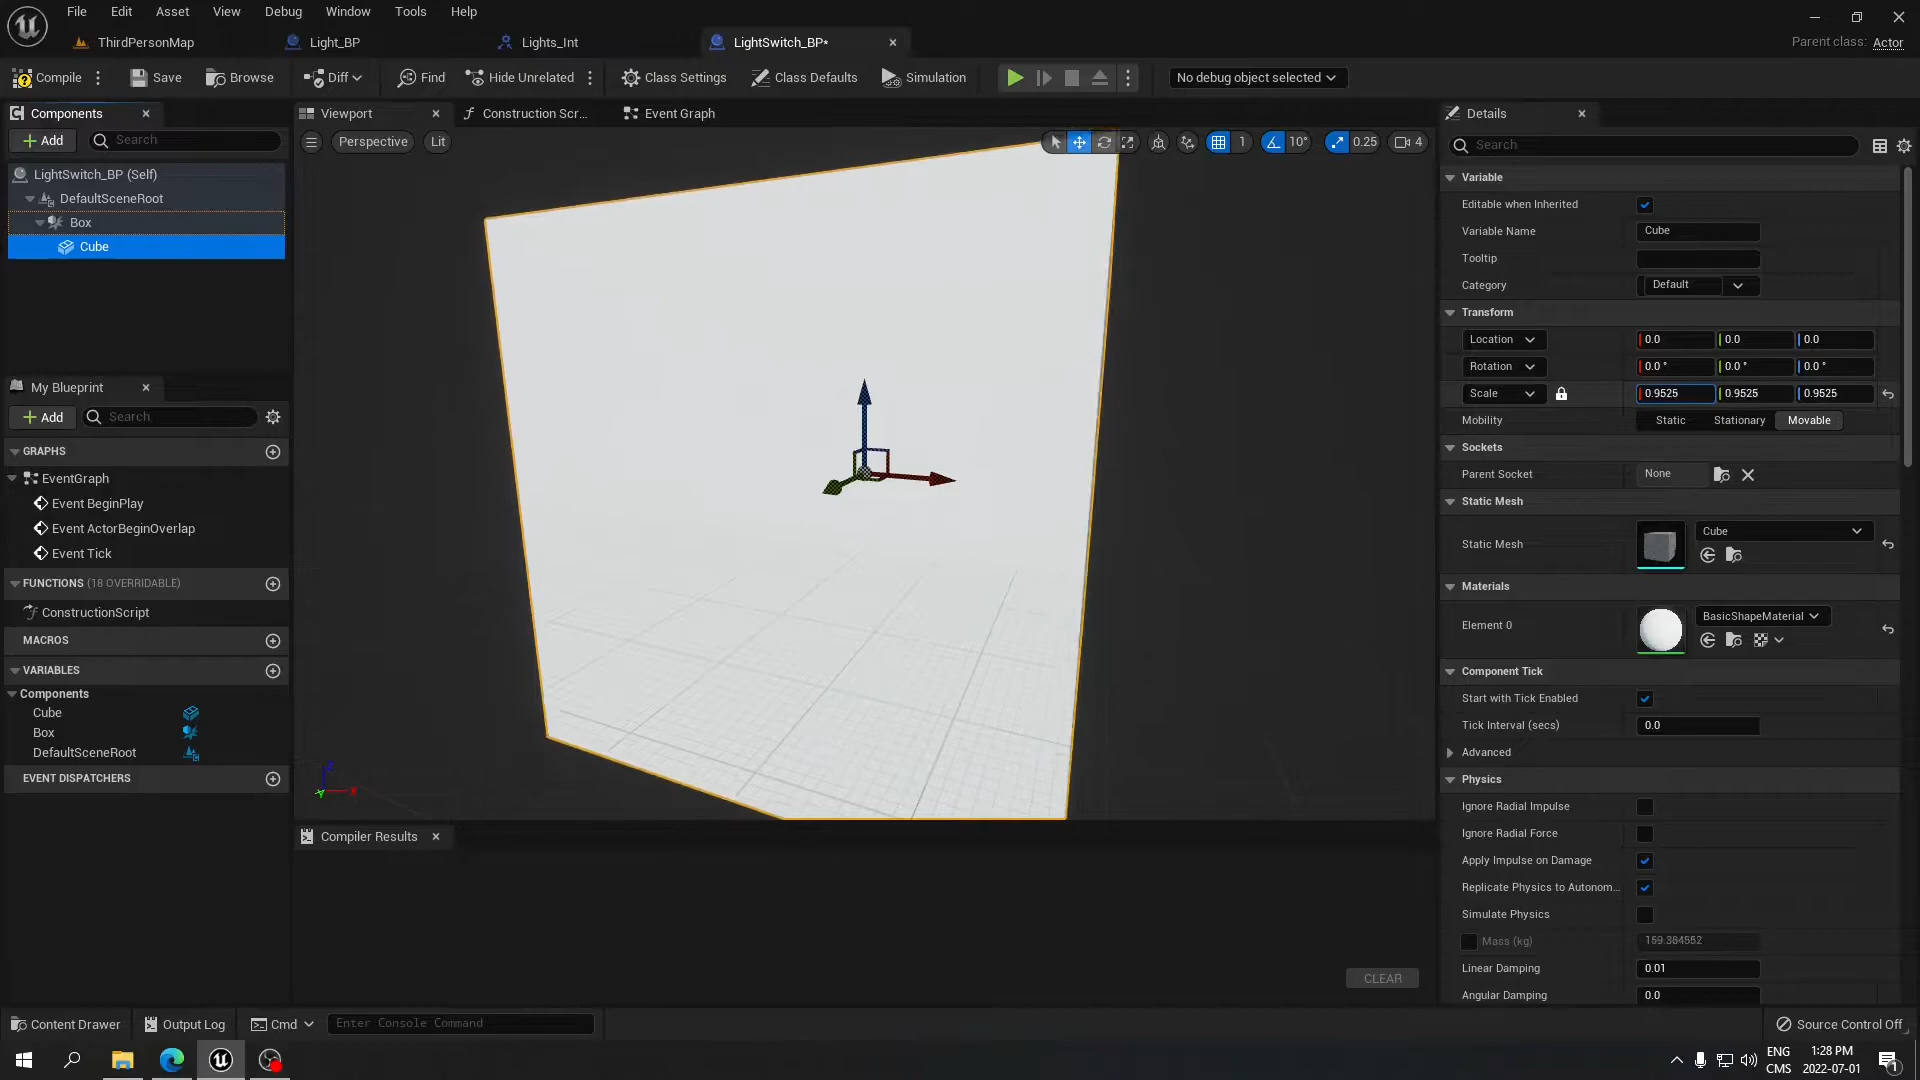 File Edit Asset View Debug Window Tools Help
ThirdPersonMap Light_BP Lights_Int LightSwitch_BP*
Parent class: Actor
Compile Save Browse Diff Find Hide Unrelated Class Settings Class Defaults Simulation No debug object selected
Components
Add Search
LightSwitch_BP (Self)
DefaultSceneRoot
Box
Cube
My Blueprint
Add Search
GRAPHS
EventGraph
Event BeginPlay
Event ActorBeginOverlap
Event Tick
FUNCTIONS (18 OVERRIDABLE)
ConstructionScript
MACROS
VARIABLES
Components
Cube
Box
DefaultSceneRoot
EVENT DISPATCHERS
Viewport Construction Scr... Event Graph
Perspective Lit 1 10° 0.25 4
Z X Y
Compiler Results
CLEAR
Details
Search
Variable
Editable when Inherited
Variable Name Cube
Tooltip
Category Default
Transform
Location 0.0 0.0 0.0
Rotation 0.0 ° 0.0 ° 0.0 °
Scale 0.9525 0.9525 0.9525
Mobility Static Stationary Movable
Sockets
Parent Socket None
Static Mesh
Static Mesh Cube
Materials
Element 0 BasicShapeMaterial
Component Tick
Start with Tick Enabled
Tick Interval (secs) 0.0
Advanced
Physics
Ignore Radial Impulse
Ignore Radial Force
Apply Impulse on Damage
Replicate Physics to Autonom...
Simulate Physics
Mass (kg) 159.384552
Linear Damping 0.01
Angular Damping 0.0
Content Drawer Output Log Cmd Enter Console Command Source Control Off
ENG CMS
1:28 PM
2022-07-01
1